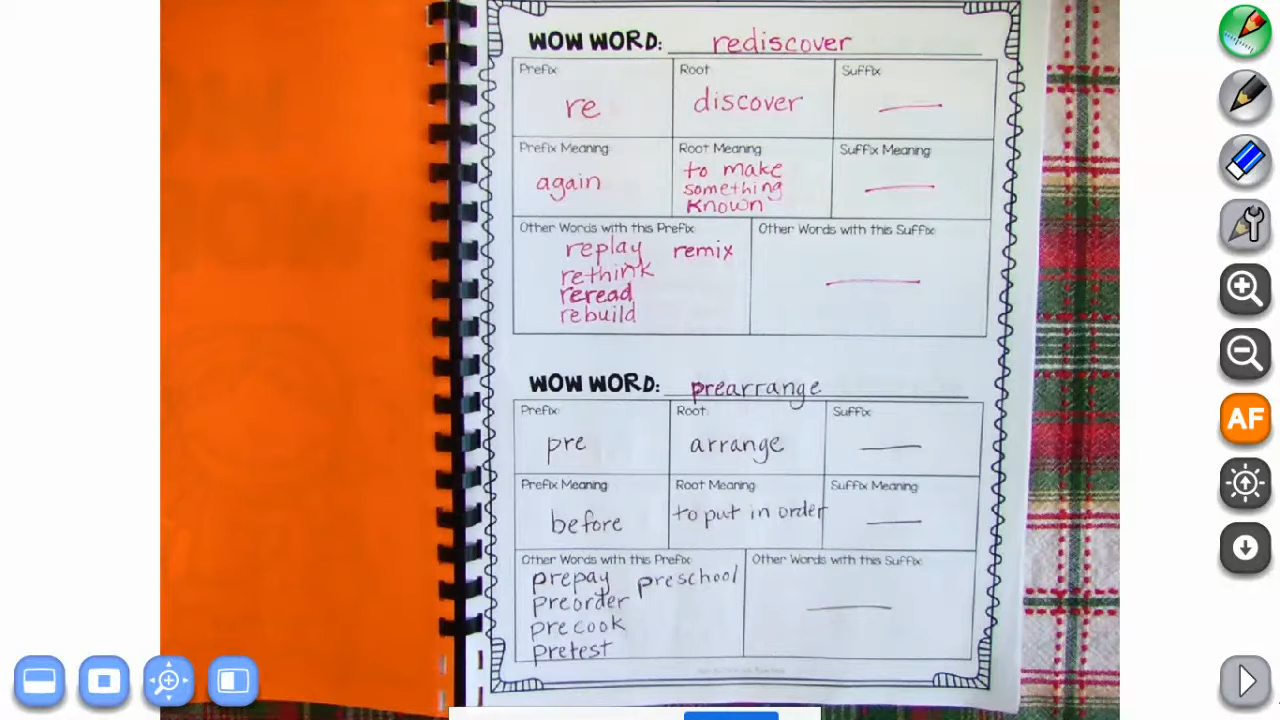 WOW WORD: rediscover
Prefix Root Suffix
re discover
Prefix Meaning Root Meaning Suffix Meaning
again to make
something
known
Other Words with this Prefix Other Words with this Suffix
replay remix
rethink
reread
rebuild
WOW WORD: prearrange
Prefix Root Suffix
pre arrange
Prefix Meaning Root Meaning Suffix Meaning
before to put in order
Other Words with this Prefix Other Words with this Suffix
prepay preschool
preorder
precook
pretest
AF